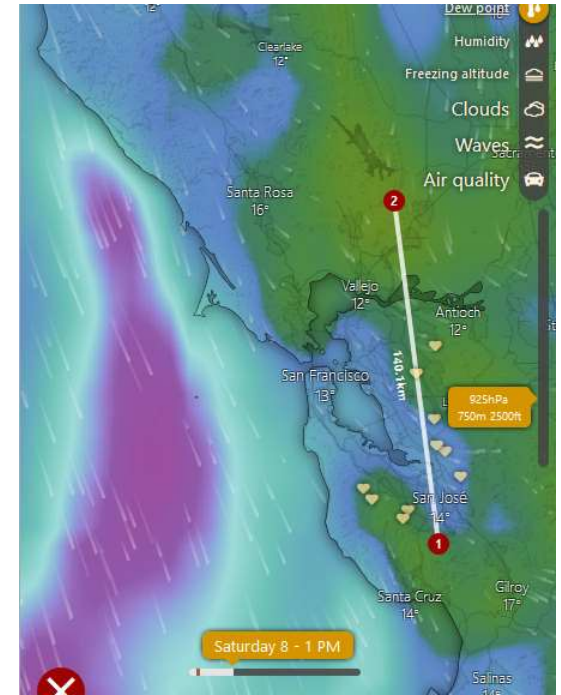 12°
Dew point
Humidity
Clearlake
12°
Freezing altitude
Clouds
Waves
Air quality
Santa Rosa
16°
2
Vallejo
12°
Antioch
12°
140.1km
San Francisco
13°
925hPa
750m 2500ft
San José
14°
1
Santa Cruz
14°
Gilroy
17°
Saturday 8 - 1 PM
Salinas
14°